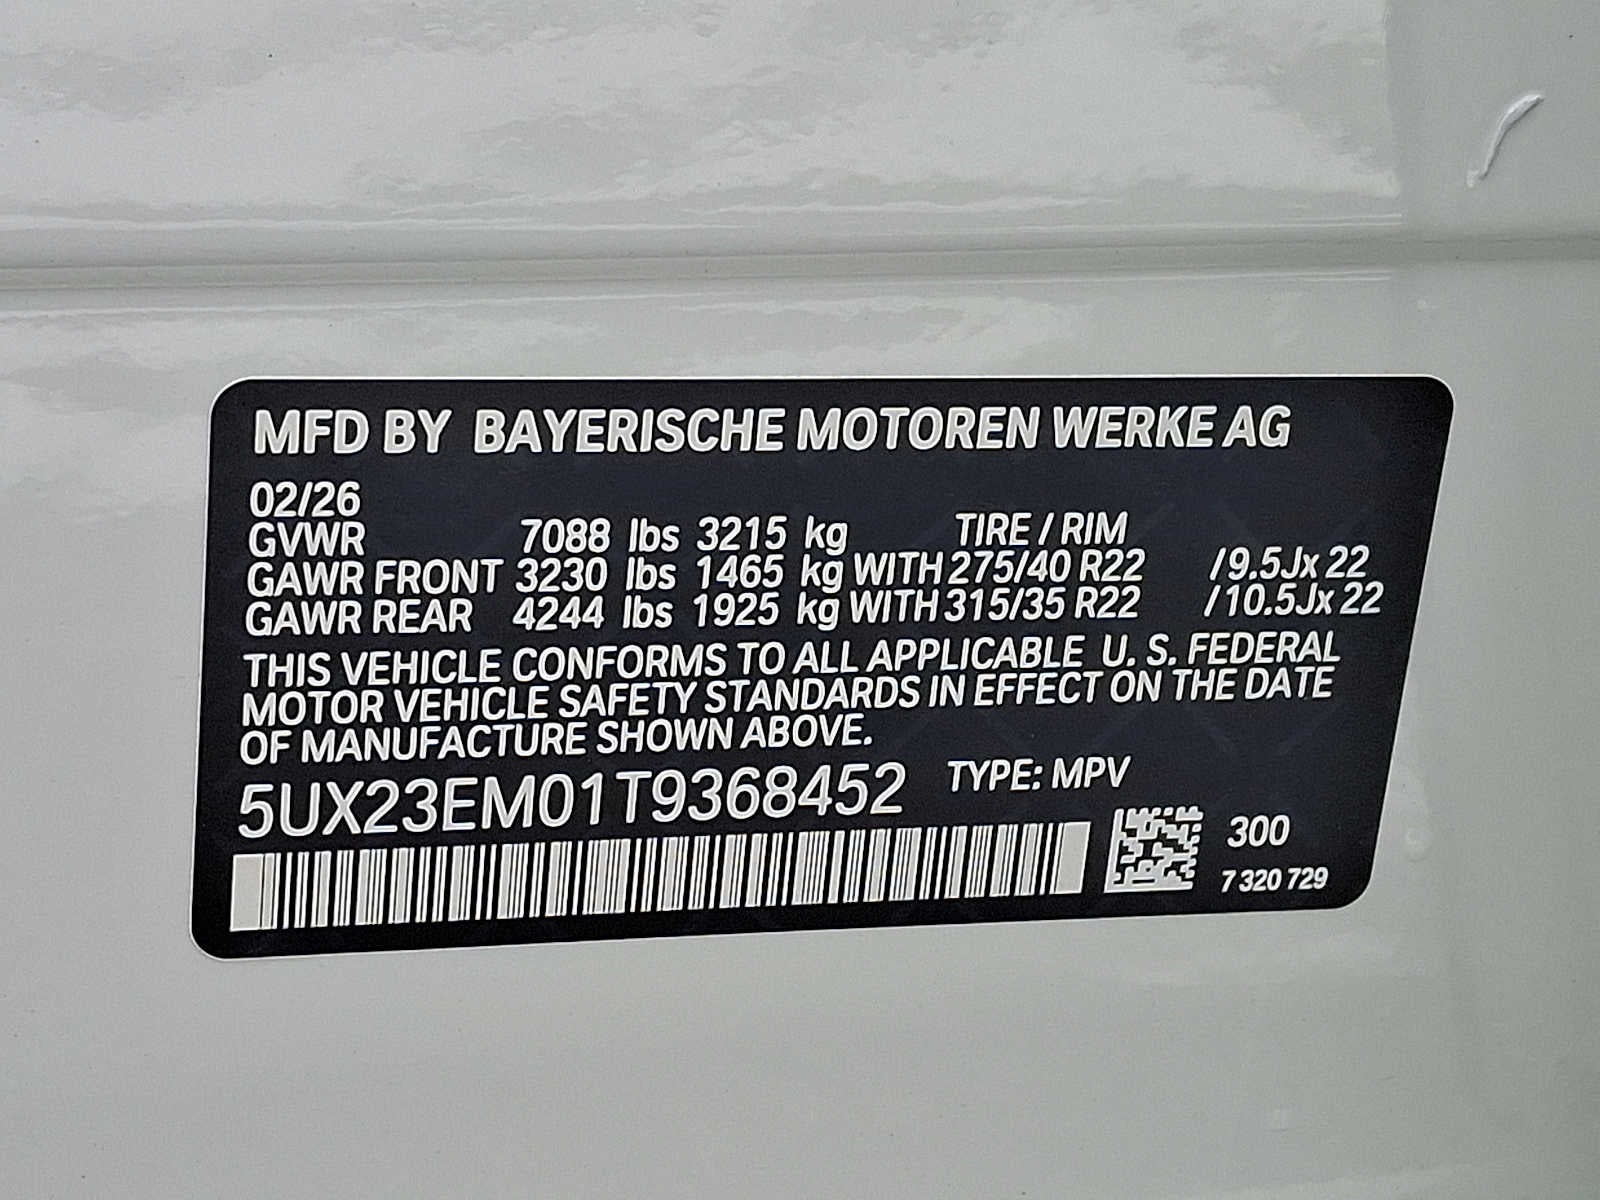 MFD BY BAYERISCHE MOTOREN WERKE AG
02/26
GVWR 7088 lbs 3215 kg TIRE / RIM
GAWR FRONT 3230 lbs 1465 kg WITH 275/40 R22 /9.5Jx 22
GAWR REAR 4244 lbs 1925 kg WITH 315/35 R22 /10.5Jx 22
THIS VEHICLE CONFORMS TO ALL APPLICABLE U. S. FEDERAL
MOTOR VEHICLE SAFETY STANDARDS IN EFFECT ON THE DATE
OF MANUFACTURE SHOWN ABOVE.
5UX23EM01T9368452 TYPE: MPV
300
7 320 729